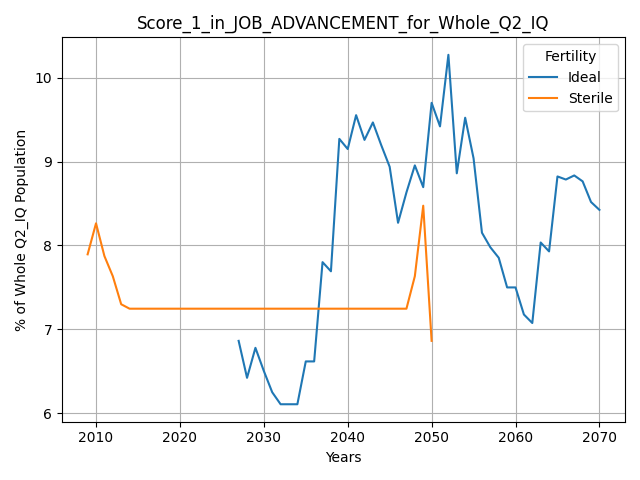 Score_1_in_JOB_ADVANCEMENT_for_Whole_Q2_IQ
Fertility
Ideal
Sterile
% of Whole Q2_IQ Population
10
9
8
7
6
2010 2020 2030 2040 2050 2060 2070
Years